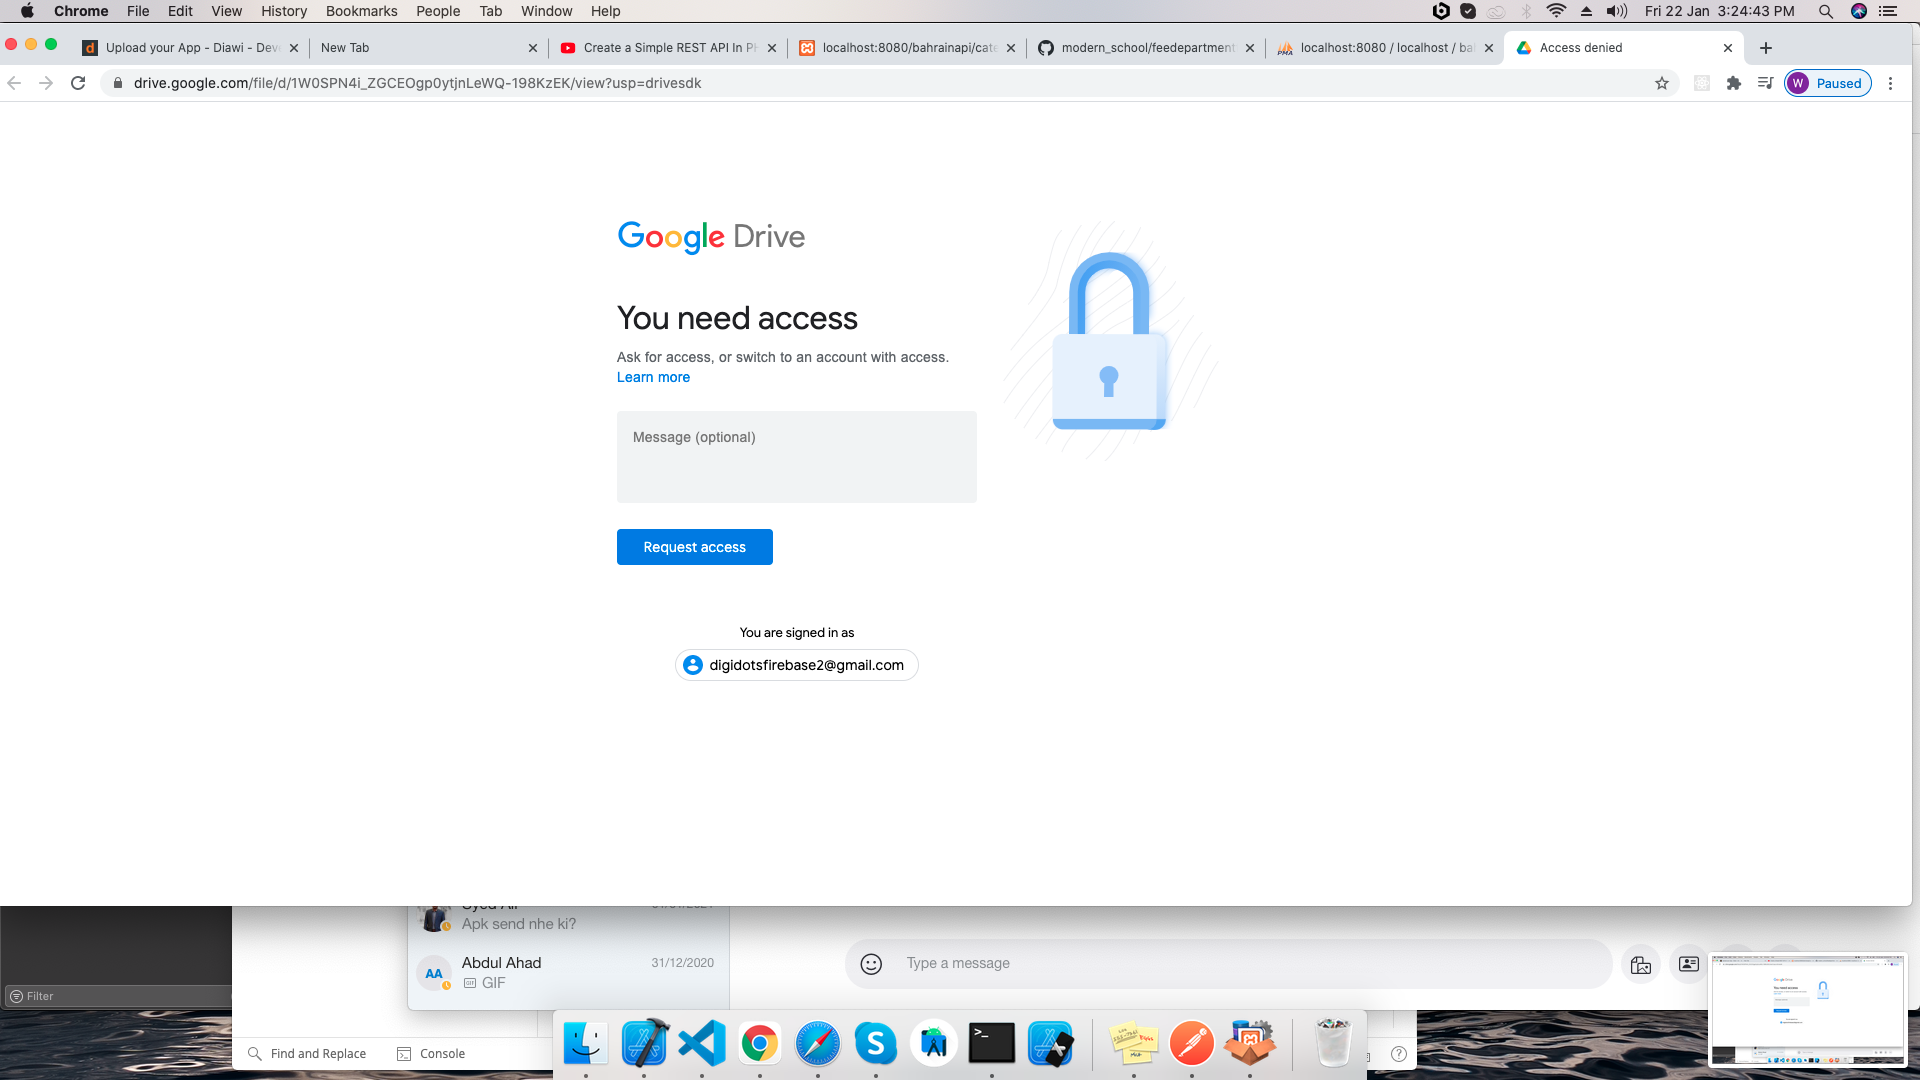 Chrome File Edit View History Bookmarks People Tab Window Help Fri 22 Jan 3:24:43 PM
Upload your App - Diawi - Dev New Tab Create a Simple REST API In localhost:8080/bahrainapi/cate modern_school/feedepartment localhost:8080 / localhost / ba Access denied
drive.google.com/file/d/1W0SPN4i_ZGCEOgp0ytjnLeWQ-198KzEK/view?usp=drivesdk W Paused
Google Drive
You need access
Ask for access, or switch to an account with access.
Learn more
Message (optional)
Request access
You are signed in as
digidotsfirebase2@gmail.com
Apk send nhe ki?
AA Abdul Ahad 31/12/2020
GIF GIF
Type a message
Filter
Find and Replace Console